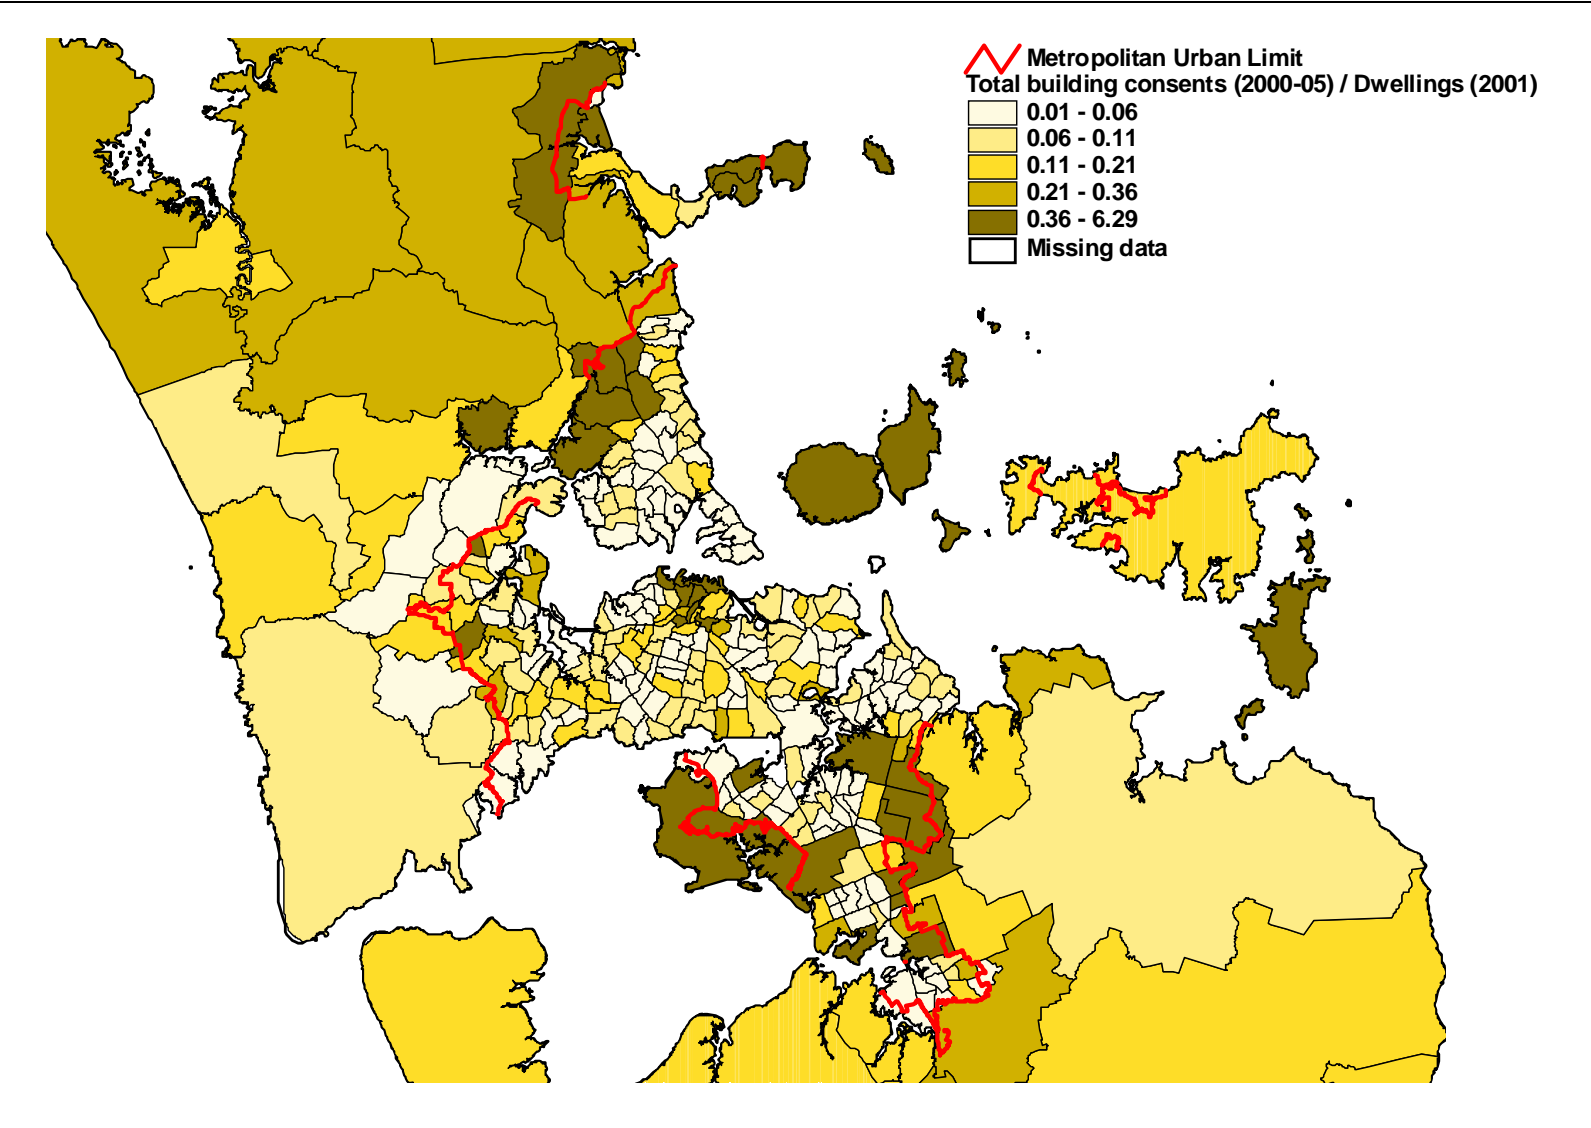 Metropolitan Urban Limit
Total building consents (2000-05) / Dwellings (2001)
0.01 - 0.06
0.06 - 0.11
0.11 - 0.21
0.21 - 0.36
0.36 - 6.29
Missing data